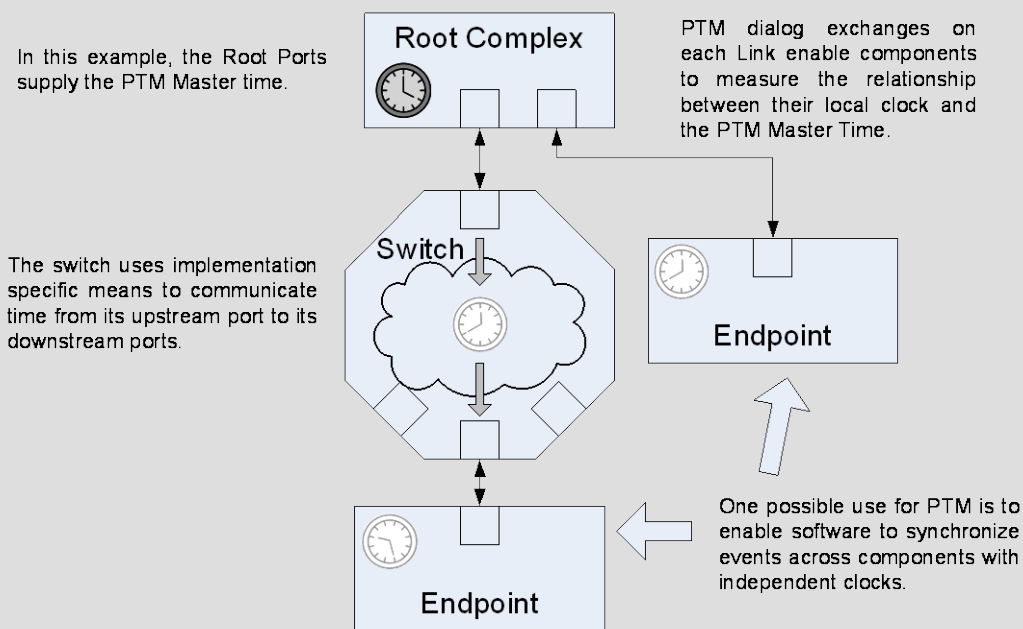 Root Complex
In this example, the Root Ports
supply the PTM Master time.
PTM dialog exchanges on
each Link enable components
to measure the relationship
between their local clock and
the PTM Master Time.
Switch
The switch uses implementation
specific means to communicate
time from its upstream port to its
downstream ports.
Endpoint
One possible use for PTM is to
enable software to synchronize
events across components with
independent clocks.
Endpoint